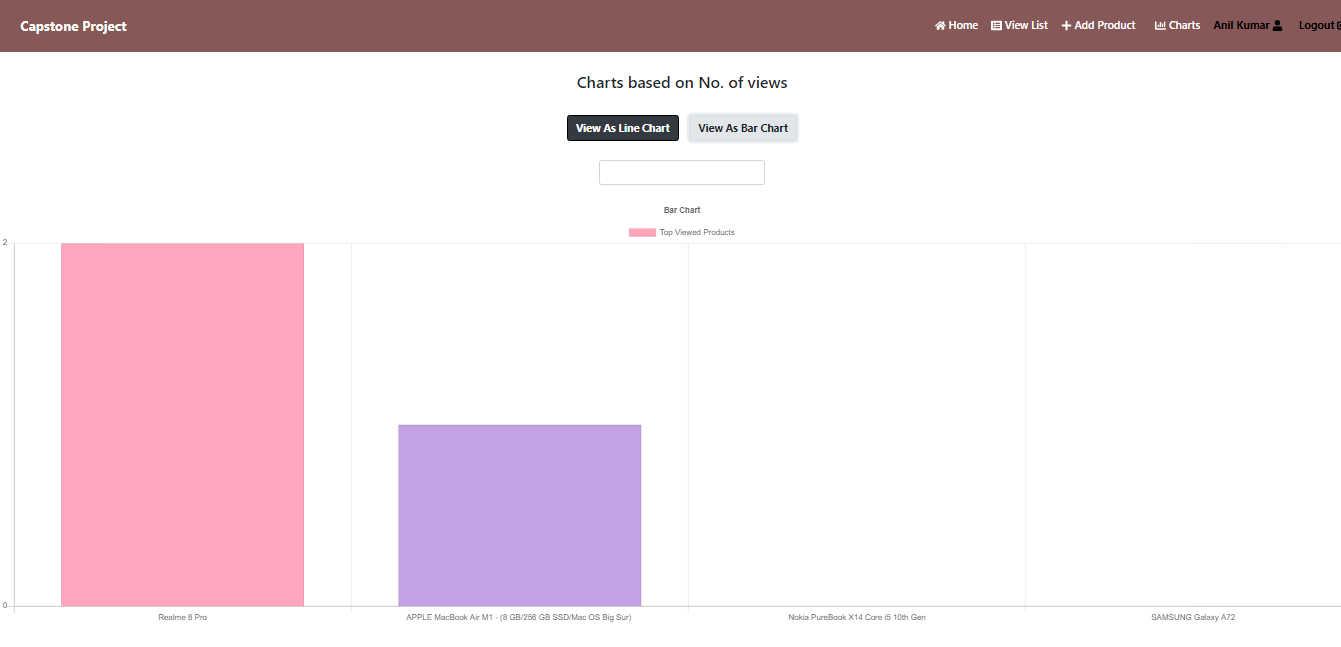 Capstone Project
Home View List Add Product Charts Anil Kumar Logout
Charts based on No. of views
View As Line Chart View As Bar Chart
Bar Chart
Top Viewed Products
2
0
Realme 8 Pro APPLE MacBook Air M1 - (8 GB/256 GB SSD/Mac OS Big Sur) Nokia PureBook X14 Core i5 10th Gen SAMSUNG Galaxy A72